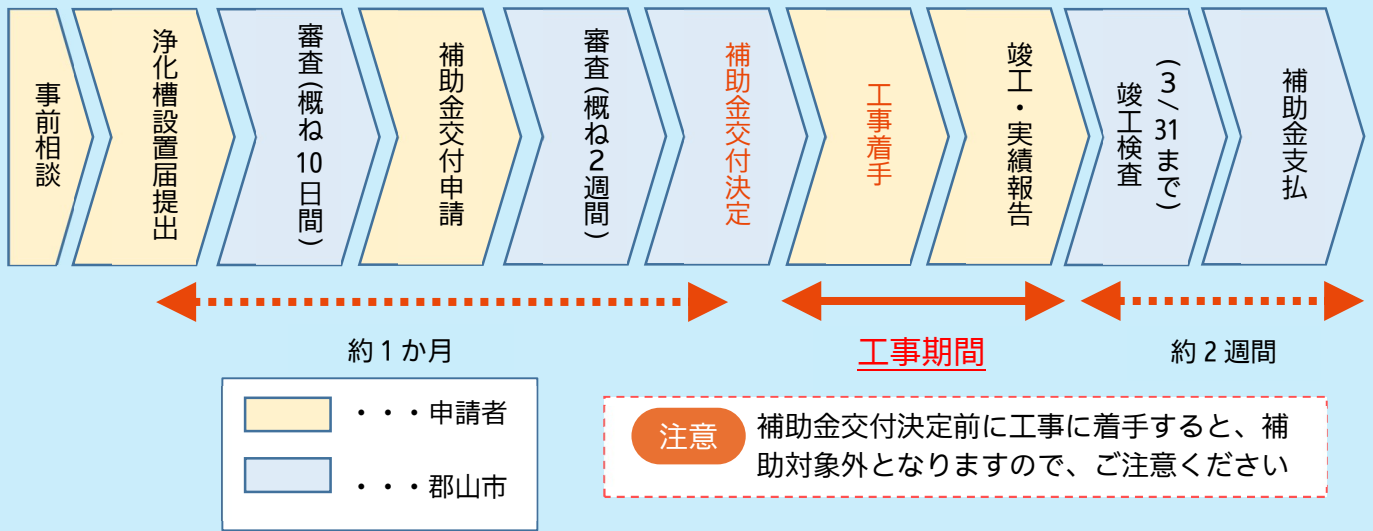 事前相談
浄化槽設置届提出
審査(概ね10日間)
補助金交付申請
審査(概ね2週間)
補助金交付決定
工事着手
竣工・実績報告
(3/31まで)
竣工検査
補助金支払
約1か月
工事期間
約2週間
・・・申請者
・・・郡山市
注意
補助金交付決定前に工事に着手すると、補
助対象外となりますので、ご注意ください